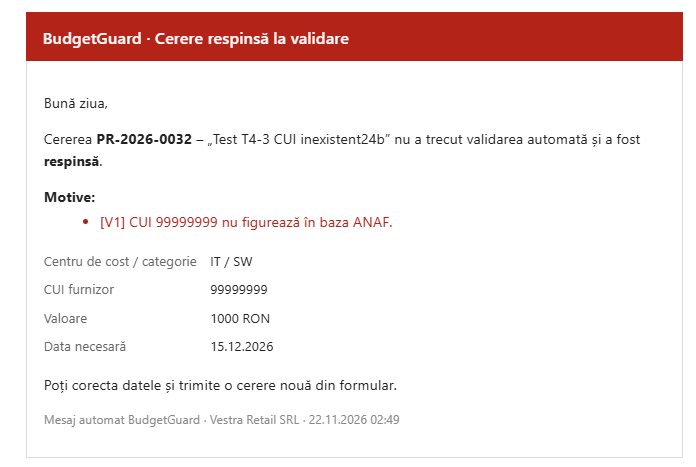 BudgetGuard · Cerere respinsă la validare
Bună ziua,
Cererea PR-2026-0032 – „Test T4-3 CUI inexistent24b” nu a trecut validarea automată și a fost
respinsă.
Motive:
• [V1] CUI 99999999 nu figurează în baza ANAF.
Centru de cost / categorie IT / SW
CUI furnizor 99999999
Valoare 1000 RON
Data necesară 15.12.2026
Poți corecta datele și trimite o cerere nouă din formular.
Mesaj automat BudgetGuard · Vestra Retail SRL · 22.11.2026 02:49